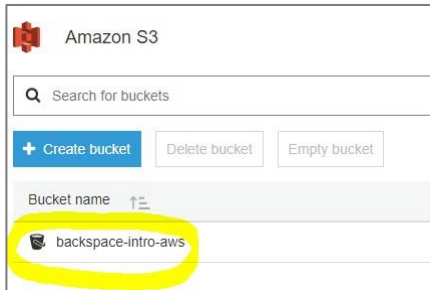 Amazon S3
Search for buckets
+ Create bucket Delete bucket Empty bucket
Bucket name
backspace-intro-aws